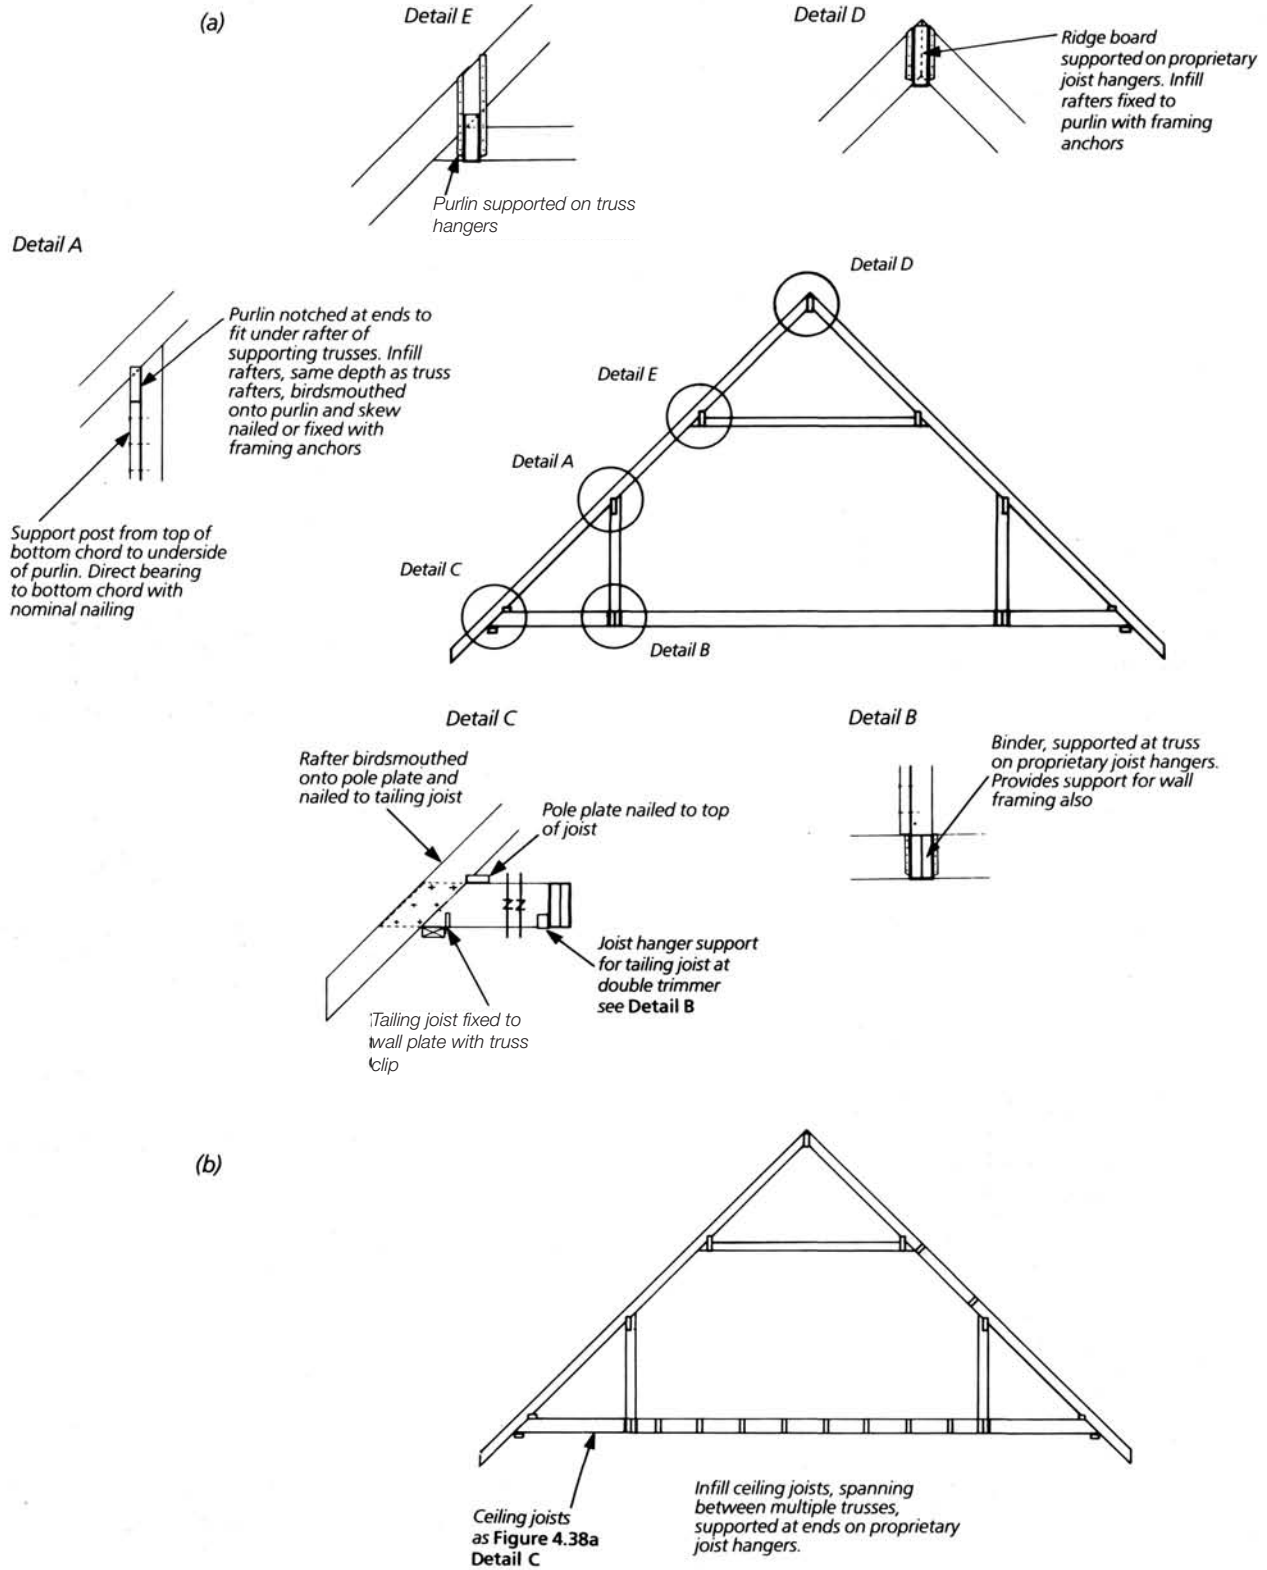 (a)
Detail E
Purlin supported on truss
hangers
Detail D
Ridge board
supported on proprietary
joist hangers. Infill
rafters fixed to
purlin with framing
anchors
Detail A
Purlin notched at ends to
fit under rafter of
supporting trusses. Infill
rafters, same depth as truss
rafters, birdsmouthed
onto purlin and skew
nailed or fixed with
framing anchors
Support post from top of
bottom chord to underside
of purlin. Direct bearing
to bottom chord with
nominal nailing
Detail D
Detail E
Detail A
Detail C
Detail B
Detail C
Rafter birdsmouthed
onto pole plate and
nailed to tailing joist
Pole plate nailed to top
of joist
Joist hanger support
for tailing joist at
double trimmer
see Detail B
Tailing joist fixed to
wall plate with truss
clip
Detail B
Binder, supported at truss
on proprietary joist hangers.
Provides support for wall
framing also
(b)
Ceiling joists
as Figure 4.38a
Detail C
Infill ceiling joists, spanning
between multiple trusses,
supported at ends on proprietary
joist hangers.